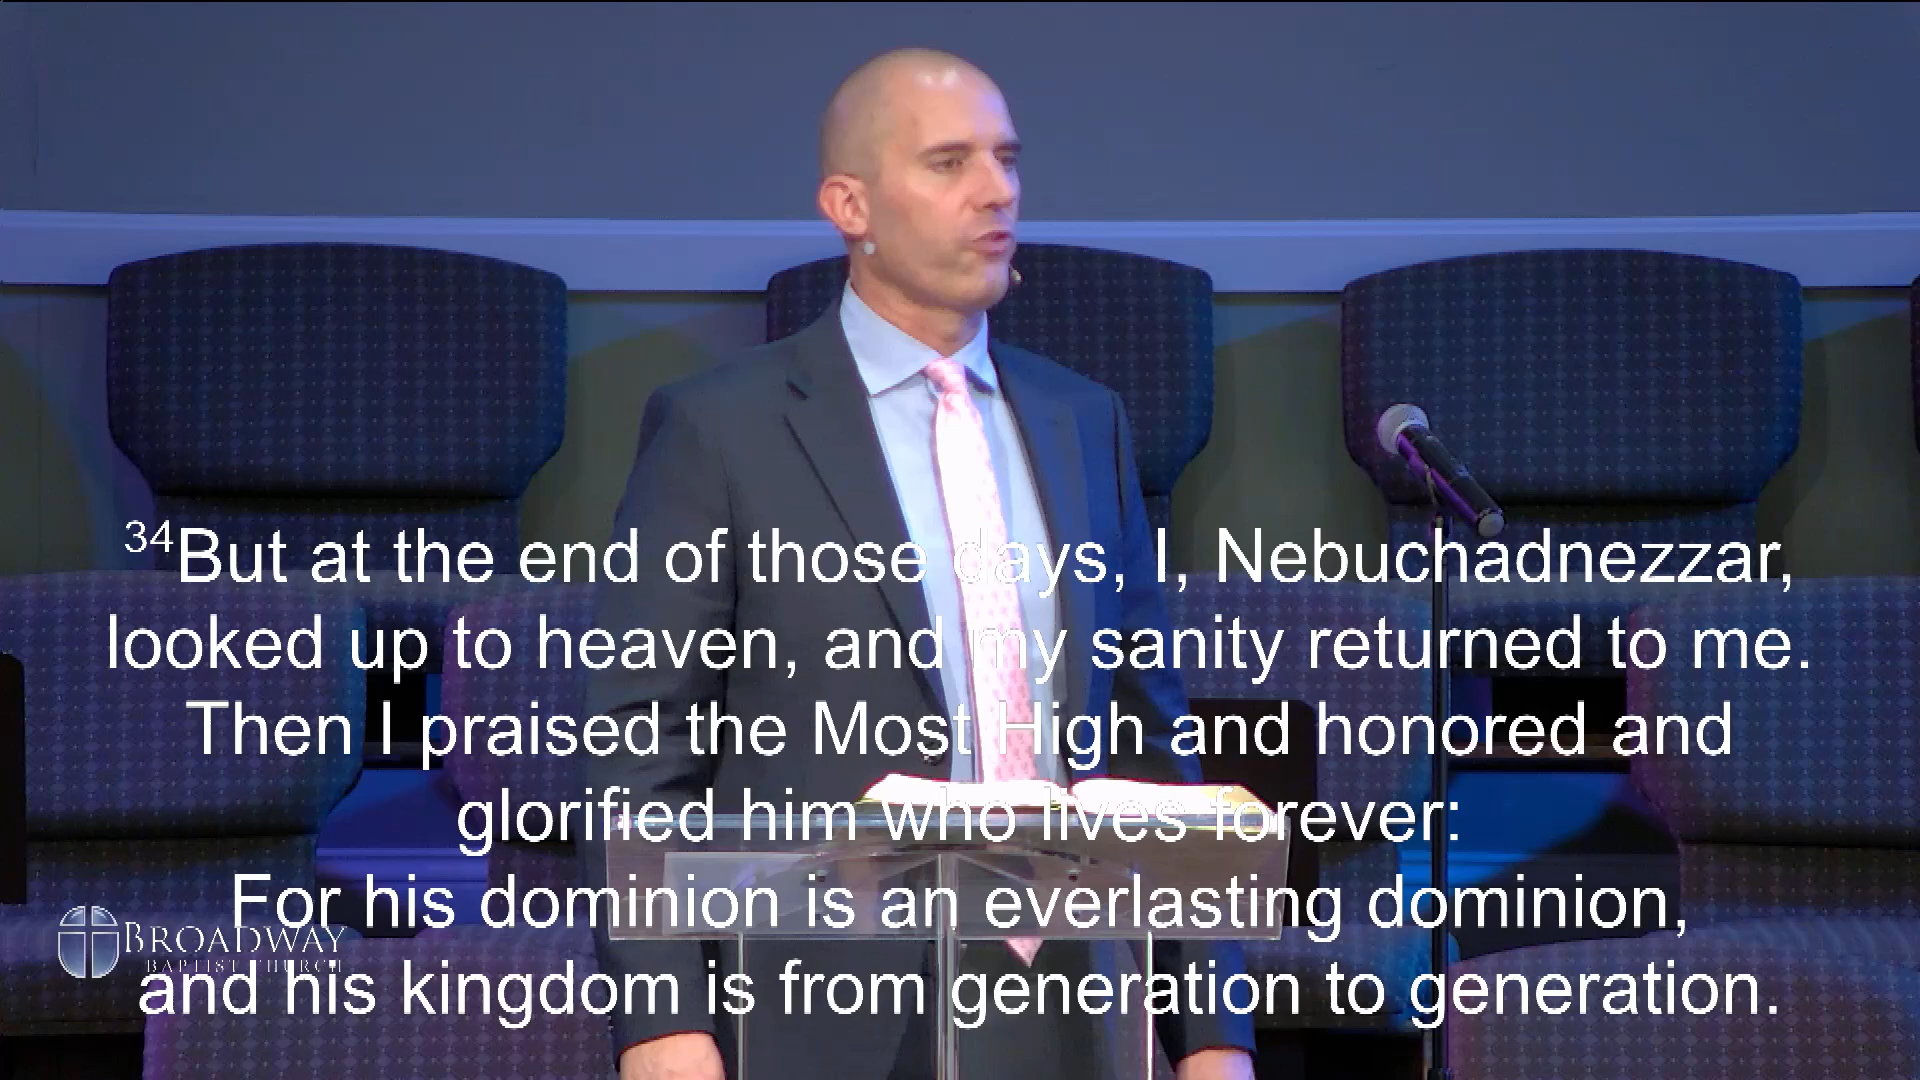 34But at the end of those days, I, Nebuchadnezzar,
looked up to heaven, and my sanity returned to me.
Then I praised the Most High and honored and
glorified him who lives forever:
For his dominion is an everlasting dominion,
and his kingdom is from generation to generation.
BROADWAY
BAPTIST CHURCH